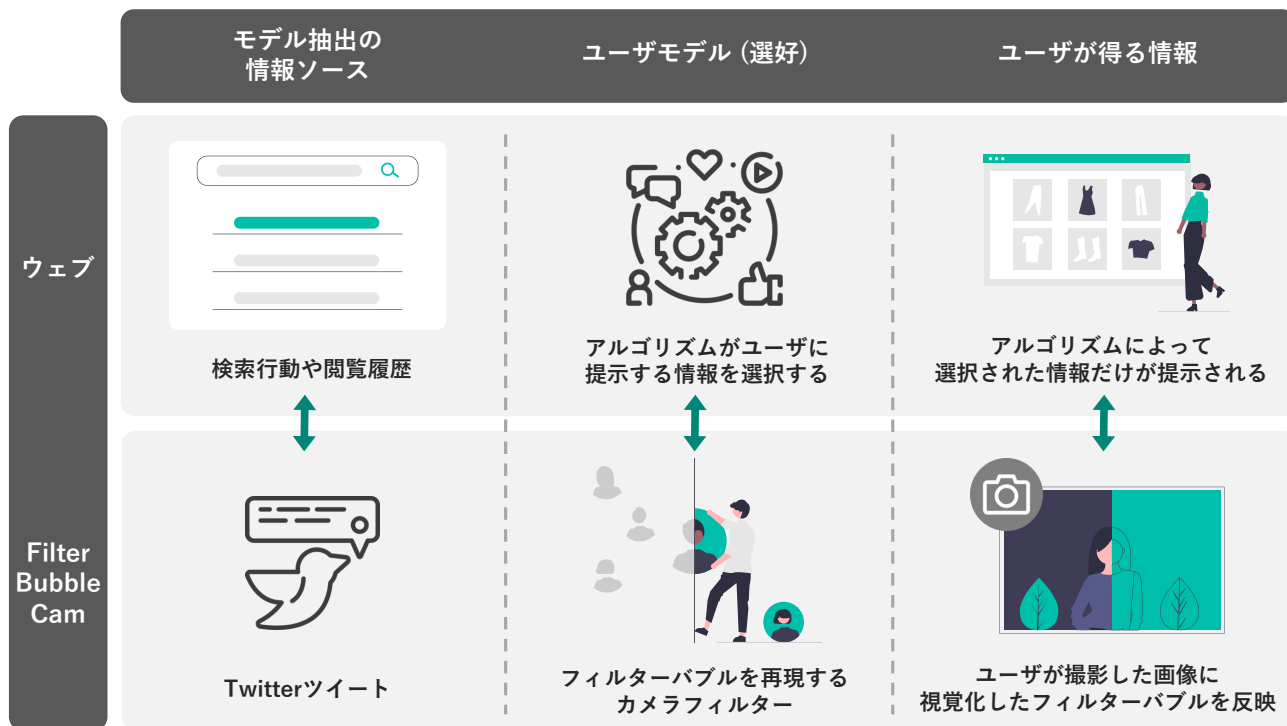 モデル抽出の
情報ソース
ユーザモデル (選好)
ユーザが得る情報
ウェブ
検索行動や閲覧履歴
アルゴリズムがユーザに
提示する情報を選択する
アルゴリズムによって
選択された情報だけが提示される
Filter
Bubble
Cam
Twitterツイート
フィルターバブルを再現する
カメラフィルター
ユーザが撮影した画像に
視覚化したフィルターバブルを反映